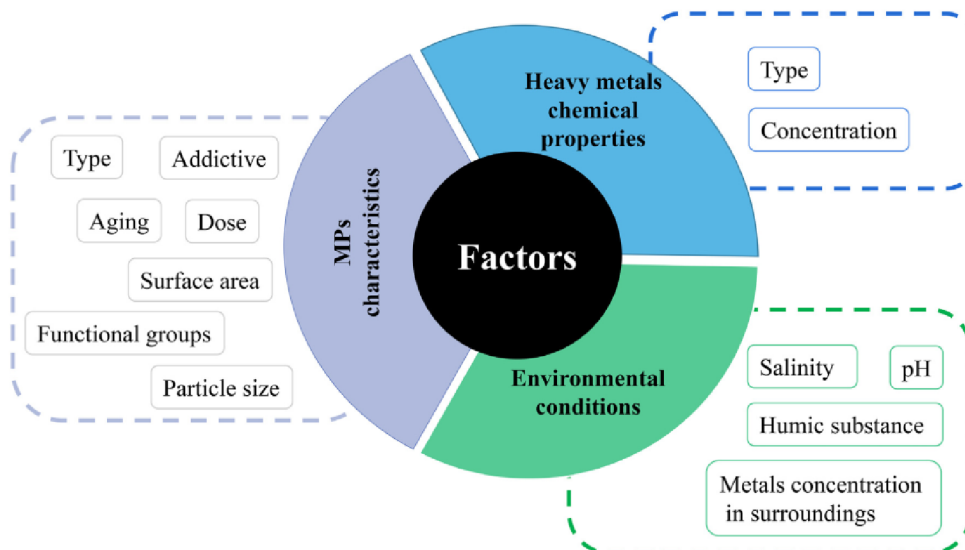 Heavy metals
chemical
properties
Type
Concentration
MPs
characteristics
Type
Addictive
Aging
Dose
Surface area
Functional groups
Particle size
Factors
Environmental
conditions
Salinity
pH
Humic substance
Metals concentration
in surroundings